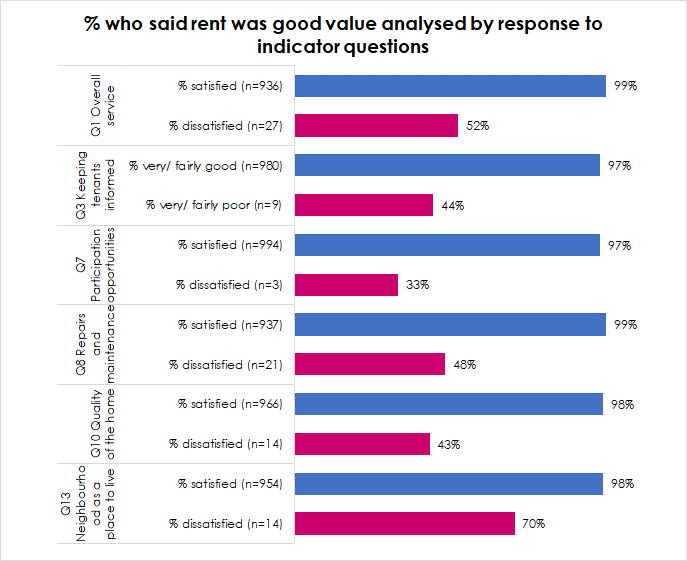 % who said rent was good value analysed by response to
indicator questions
Q1 Overall
service
% satisfied (n=936)
99%
% dissatisfied (n=27)
52%
Q3 Keeping
tenants
informed
% very/ fairly good (n=980)
97%
% very/ fairly poor (n=9)
44%
Q7
Participation
opportunities
% satisfied (n=994)
97%
% dissatisfied (n=3)
33%
Q8 Repairs
and
maintenance
% satisfied (n=937)
99%
% dissatisfied (n=21)
48%
Q10 Quality
of the home
% satisfied (n=966)
98%
% dissatisfied (n=14)
43%
Q13
Neighbourho
od as a
place to live
% satisfied (n=954)
98%
% dissatisfied (n=14)
70%